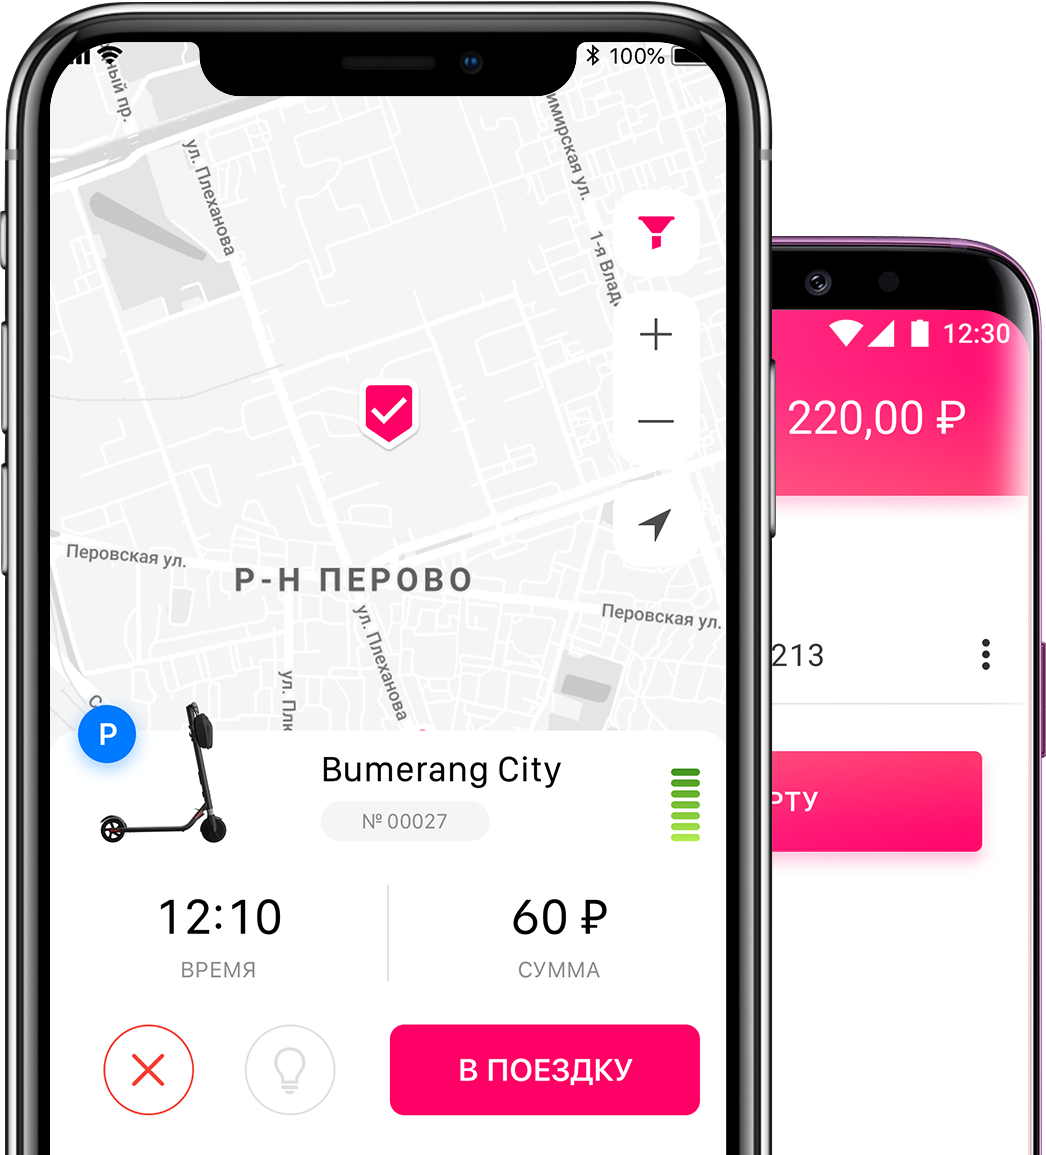 100%
ный пр.
ул. Плеханова
имирская ул.
1-я Влад
12:30
220,00 ₽
Перовская ул.
Р-Н ПЕРОВО
Перовская ул.
ул. Плеханова
ул. Плю
213
P
Bumerang City
№ 00027
РТУ
12:10
60 ₽
ВРЕМЯ
СУММА
В ПОЕЗДКУ